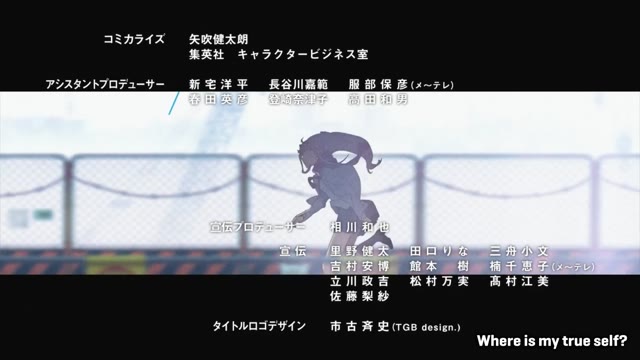 コミカライズ 矢吹健太朗
集英社 キャラクタービジネス室
アシスタントプロデューサー 新宅洋平 長谷川嘉範 服部保彦(メ~テレ)
春田英彦 登崎奈津子 高田和男
宣伝プロデューサー 相川和也
宣伝 里野健太 田口りな 三舟小文
吉村安博 館本樹 楠千恵子(メ~テレ)
立川政吉 松村万実 髙村江美
佐藤梨紗
タイトルロゴデザイン 市古斉史(TGB design.)
Where is my true self?